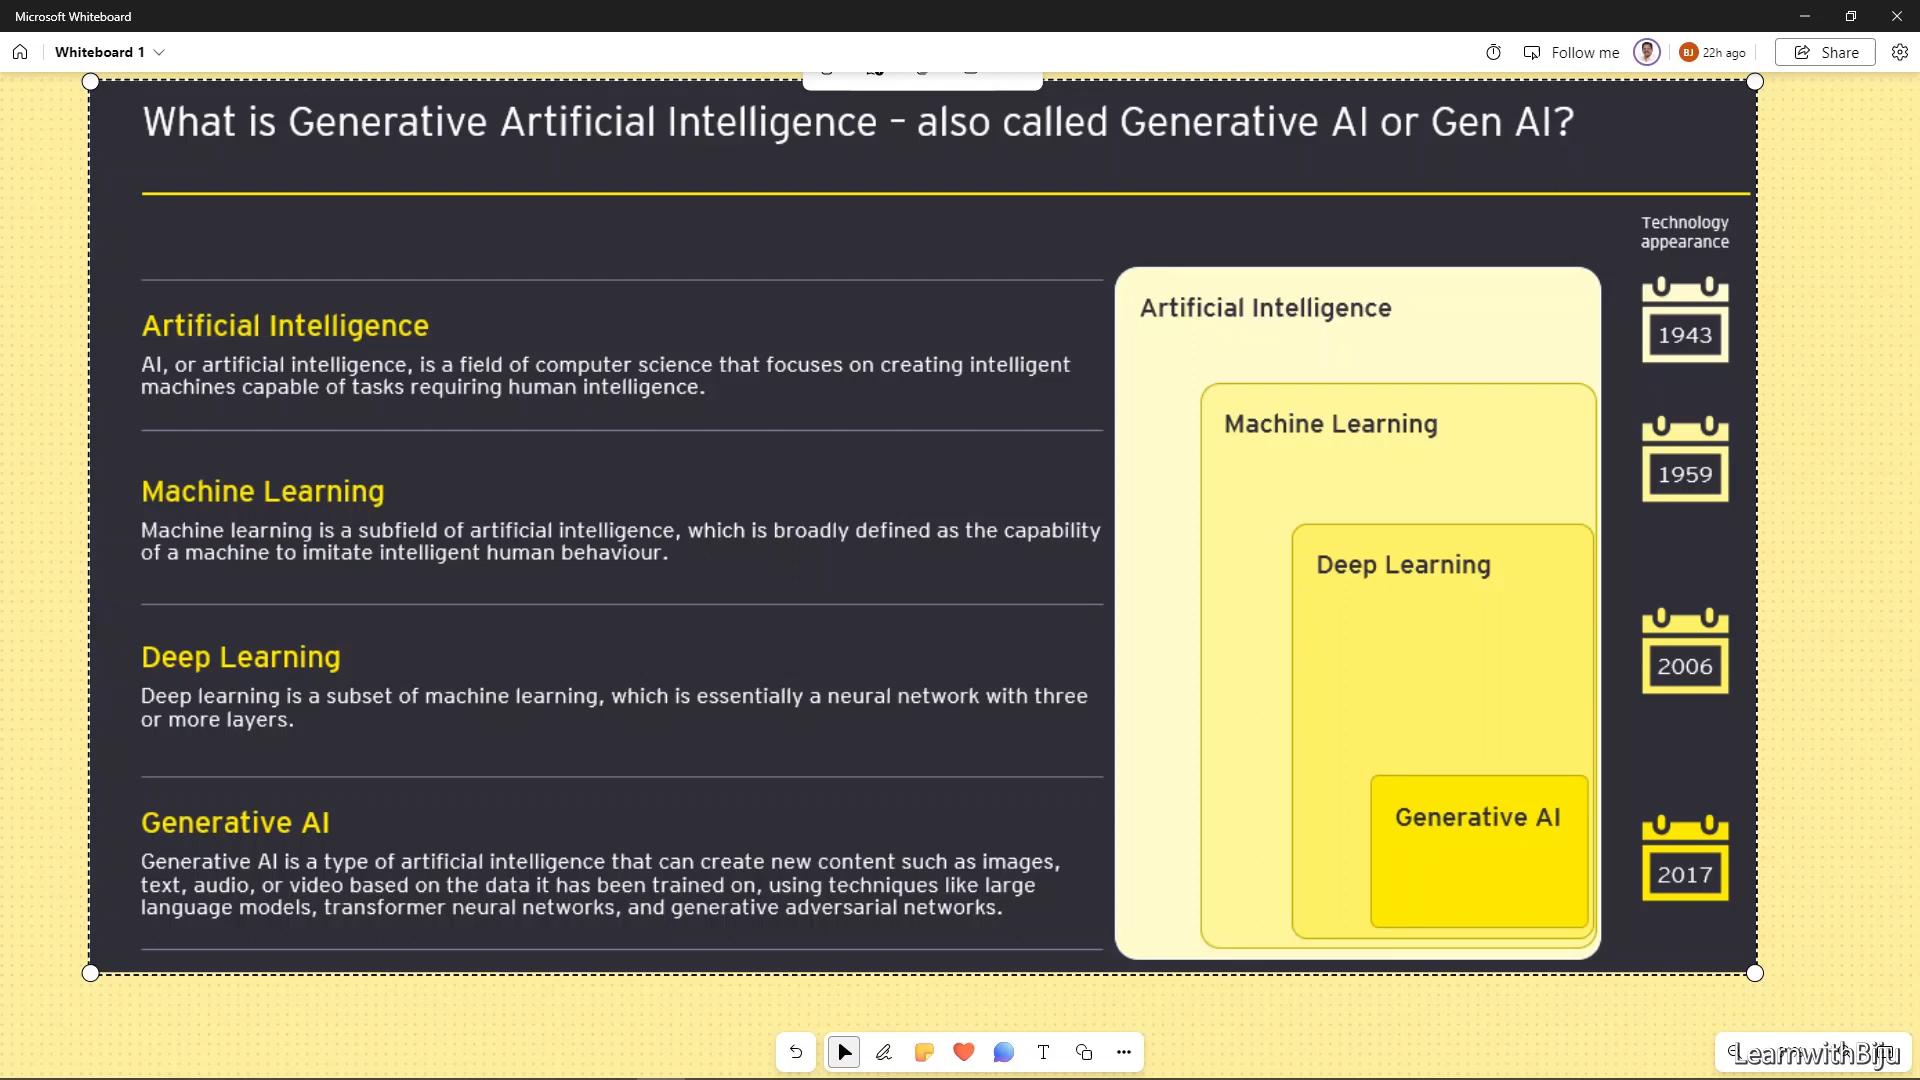 Microsoft Whiteboard
Whiteboard 1
Follow me
BJ
22h ago
Share
What is Generative Artificial Intelligence – also called Generative AI or Gen AI?
Technology
appearance
Artificial Intelligence
AI, or artificial intelligence, is a field of computer science that focuses on creating intelligent
machines capable of tasks requiring human intelligence.
Machine Learning
Machine learning is a subfield of artificial intelligence, which is broadly defined as the capability
of a machine to imitate intelligent human behaviour.
Deep Learning
Deep learning is a subset of machine learning, which is essentially a neural network with three
or more layers.
Generative AI
Generative AI is a type of artificial intelligence that can create new content such as images,
text, audio, or video based on the data it has been trained on, using techniques like large
language models, transformer neural networks, and generative adversarial networks.
Artificial Intelligence
Machine Learning
Deep Learning
Generative AI
1943
1959
2006
2017
T
LearnwithBiju